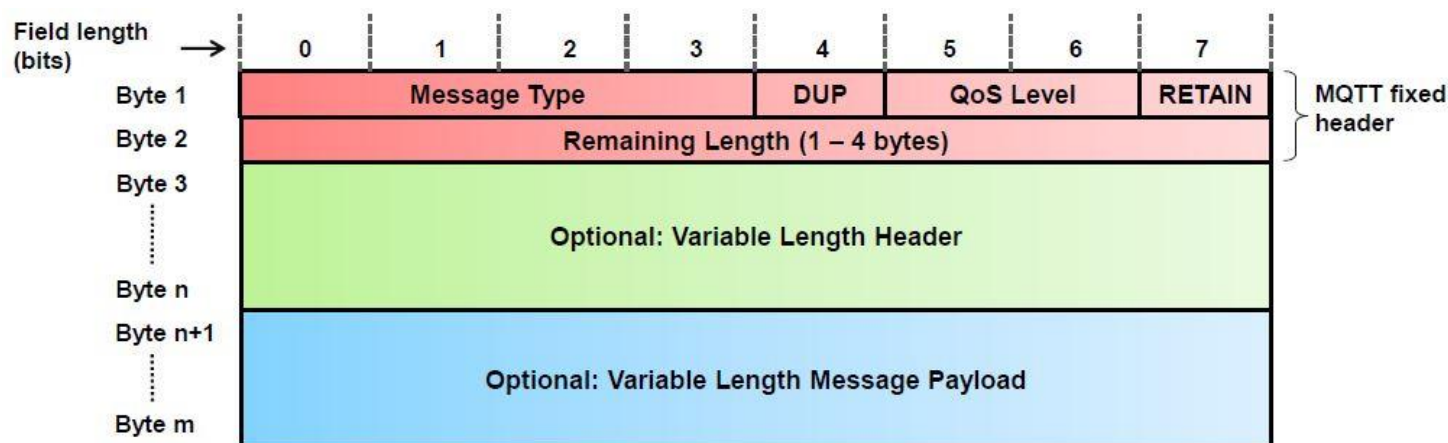 Field length
(bits)
0 1 2 3 4 5 6 7
Byte 1
Message Type DUP QoS Level RETAIN
MQTT fixed
header
Byte 2
Remaining Length (1 – 4 bytes)
Byte 3
Optional: Variable Length Header
Byte n
Byte n+1
Optional: Variable Length Message Payload
Byte m